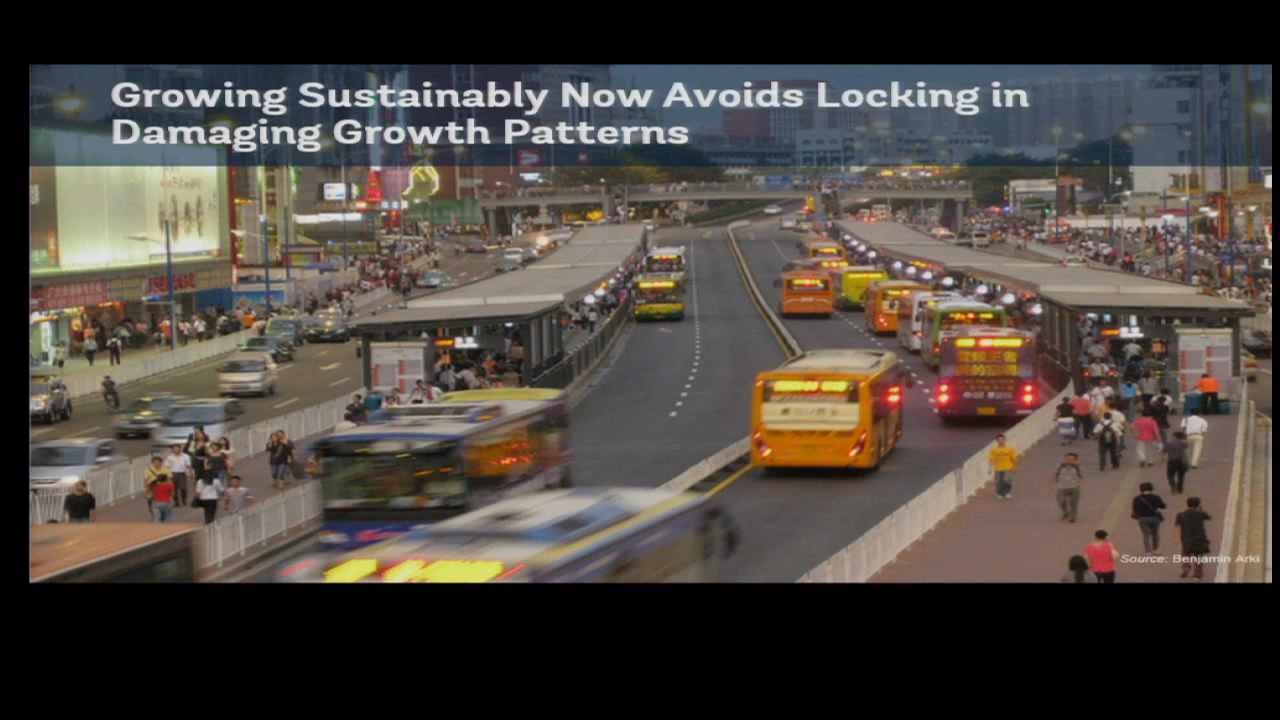 Growing Sustainably Now Avoids Locking in
Damaging Growth Patterns
Source: Benjamin Arki